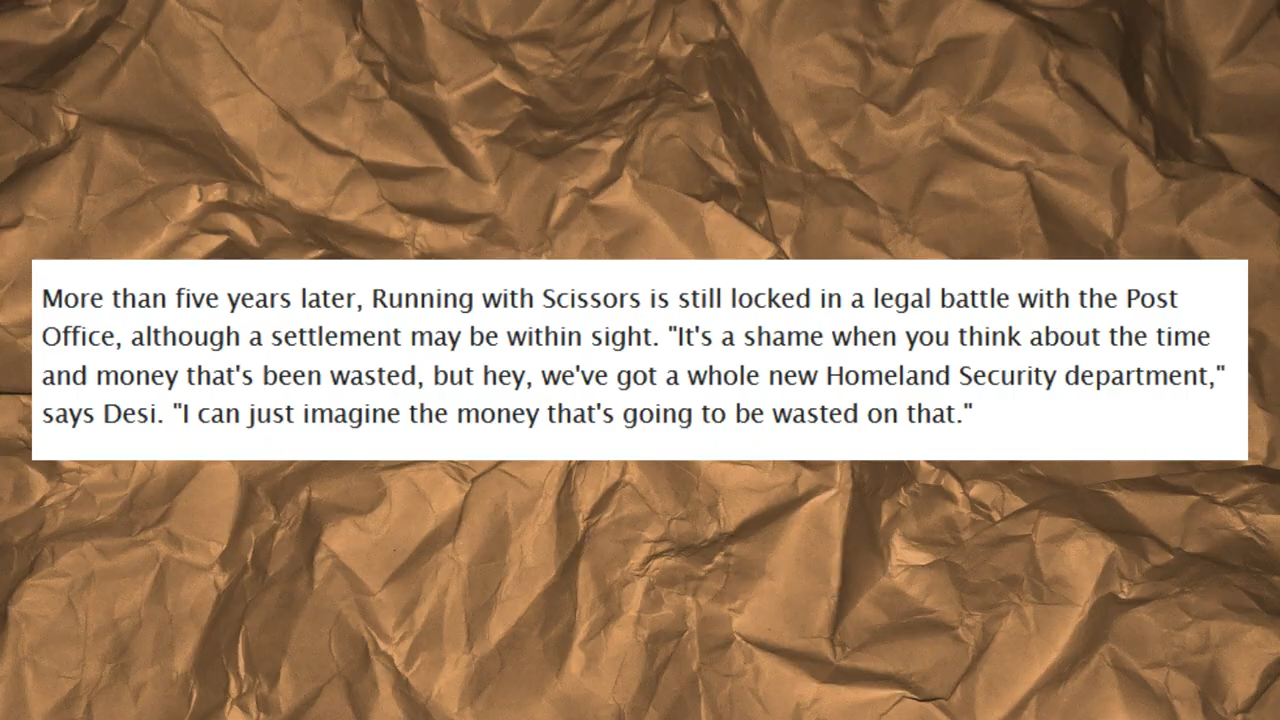 More than five years later, Running with Scissors is still locked in a legal battle with the Post
Office, although a settlement may be within sight. "It's a shame when you think about the time
and money that's been wasted, but hey, we've got a whole new Homeland Security department,"
says Desi. "I can just imagine the money that's going to be wasted on that."